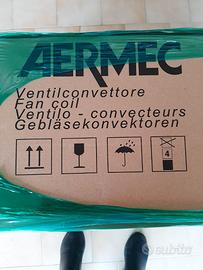 AERMEC
Ventilconvettore
Fan coil
Ventilo - convecteurs
Gebläsekonvektoren
4
subito